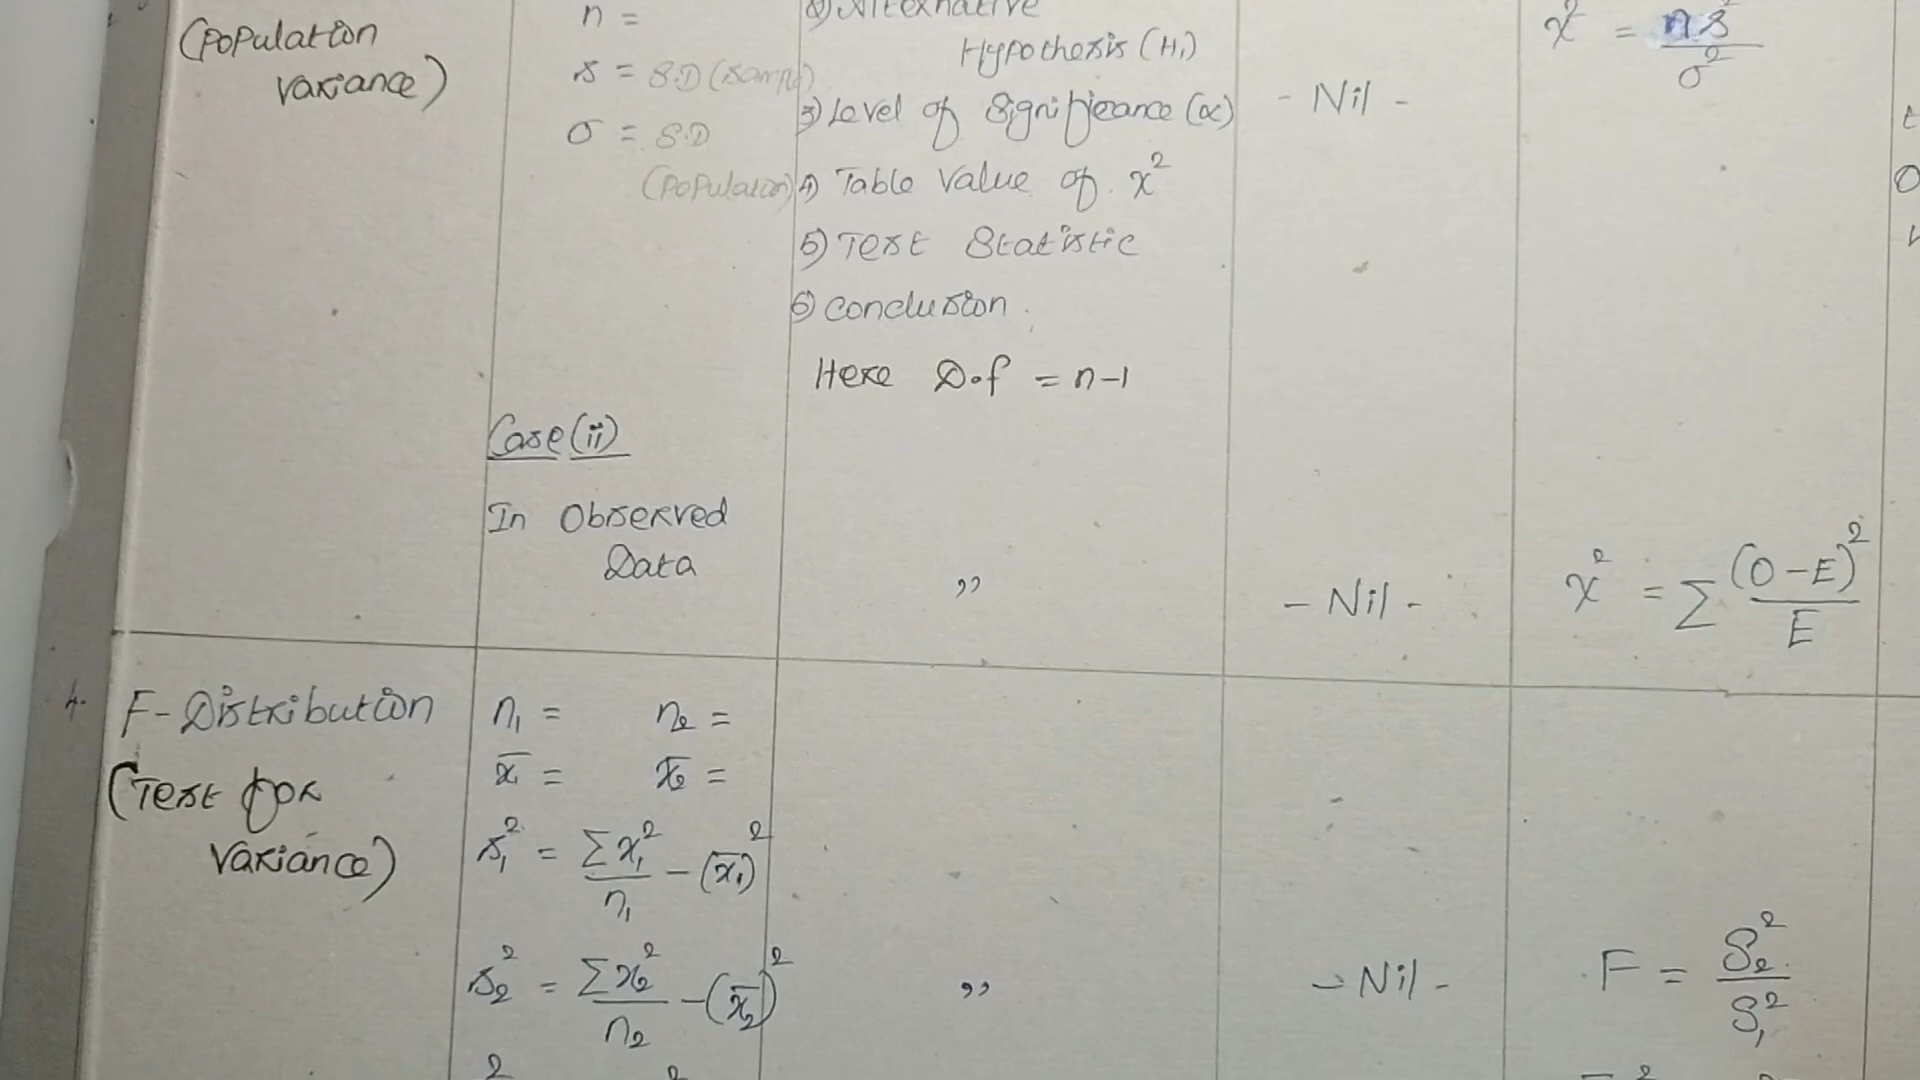 (Population
variance)
n =
s = S.D (sample)
σ = S.D
(Population)
2) Alternative
Hypothesis (H₁)
3) Level of Significance (α)
4) Table value of χ²
5) Test Statistic
6) Conclusion.
Here D.of = n-1
- Nil -
χ² = ns²/σ²
Case (ii)
In Observed
Data
,,
- Nil -
χ² = Σ (O-E)²/E
4. F-Distribution
(Test for
variance)
n₁ = n₂ =
x̄₁ = x̄₂ =
s₁² = Σx₁²/n₁ - (x̄₁)²
s₂² = Σx₂²/n₂ - (x̄₂)²
,,
- Nil -
F = S₂²/S₁²